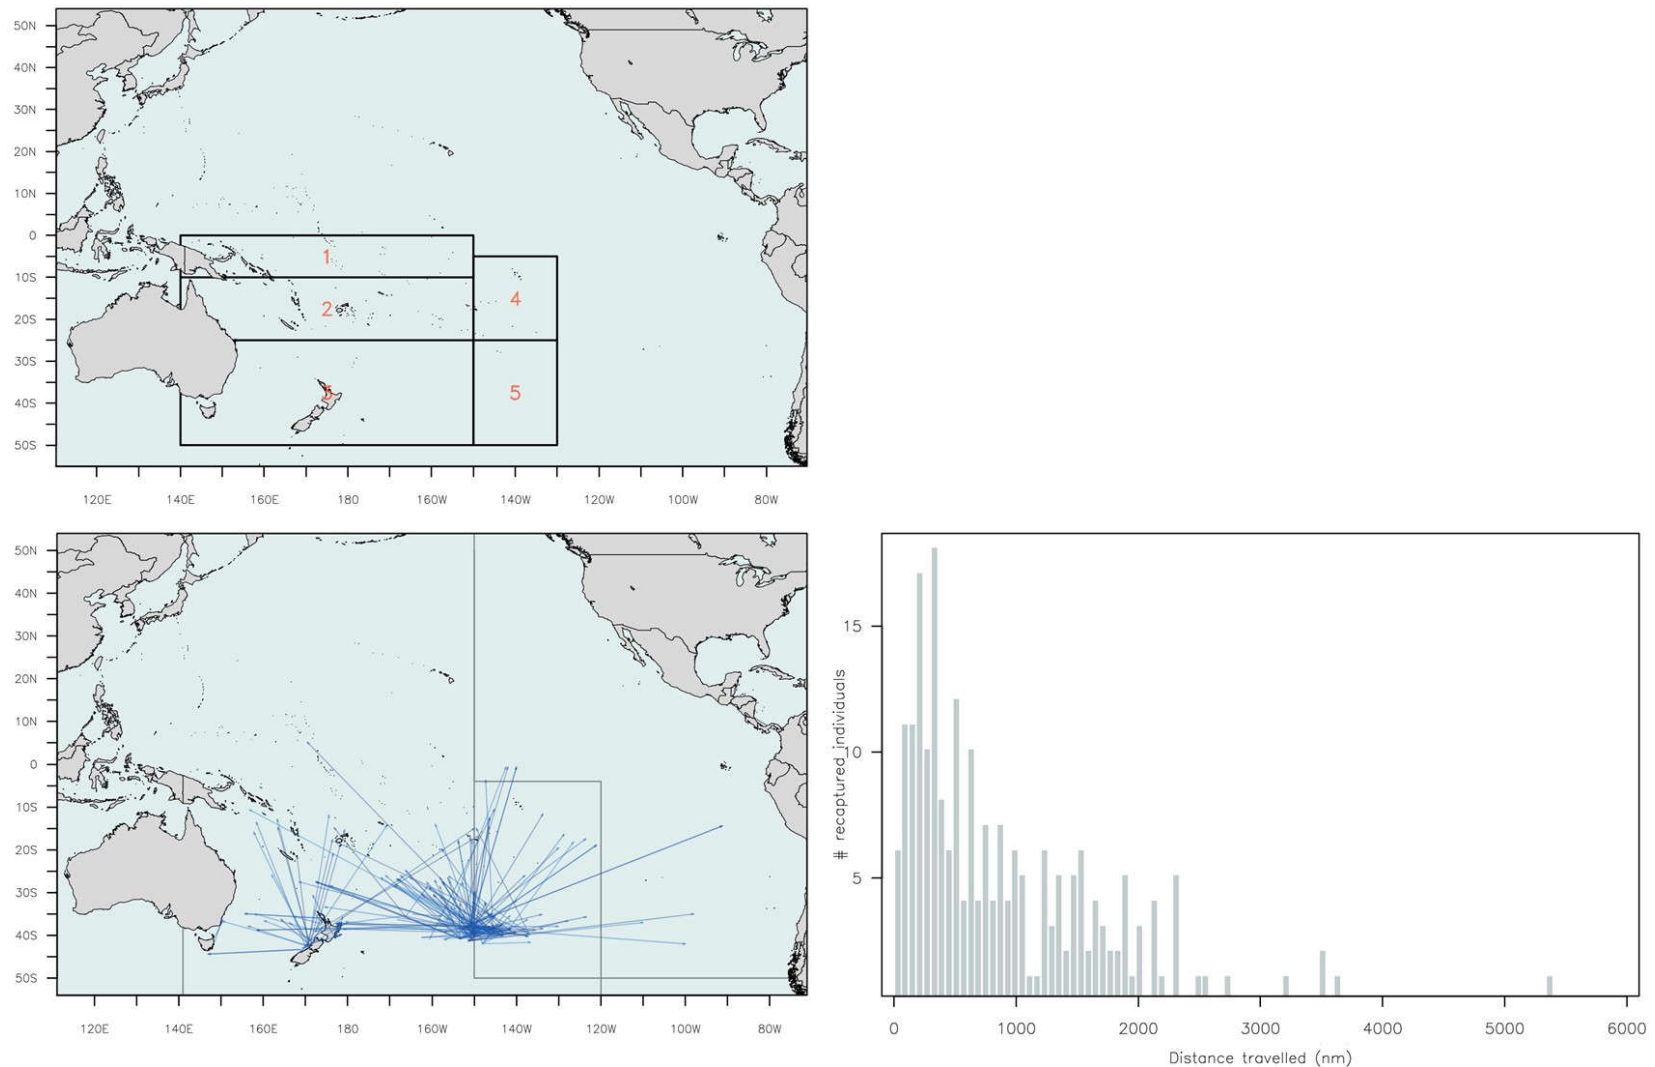 50N
40N
30N
20N
10N
0
10S
20S
30S
40S
50S
1
2
3
4
5
120E 140E 160E 180 160W 140W 120W 100W 80W
50N
40N
30N
20N
10N
0
10S
20S
30S
40S
50S
120E 140E 160E 180 160W 140W 120W 100W 80W
# recaptured individuals
15
10
5
0 1000 2000 3000 4000 5000 6000
Distance travelled (nm)